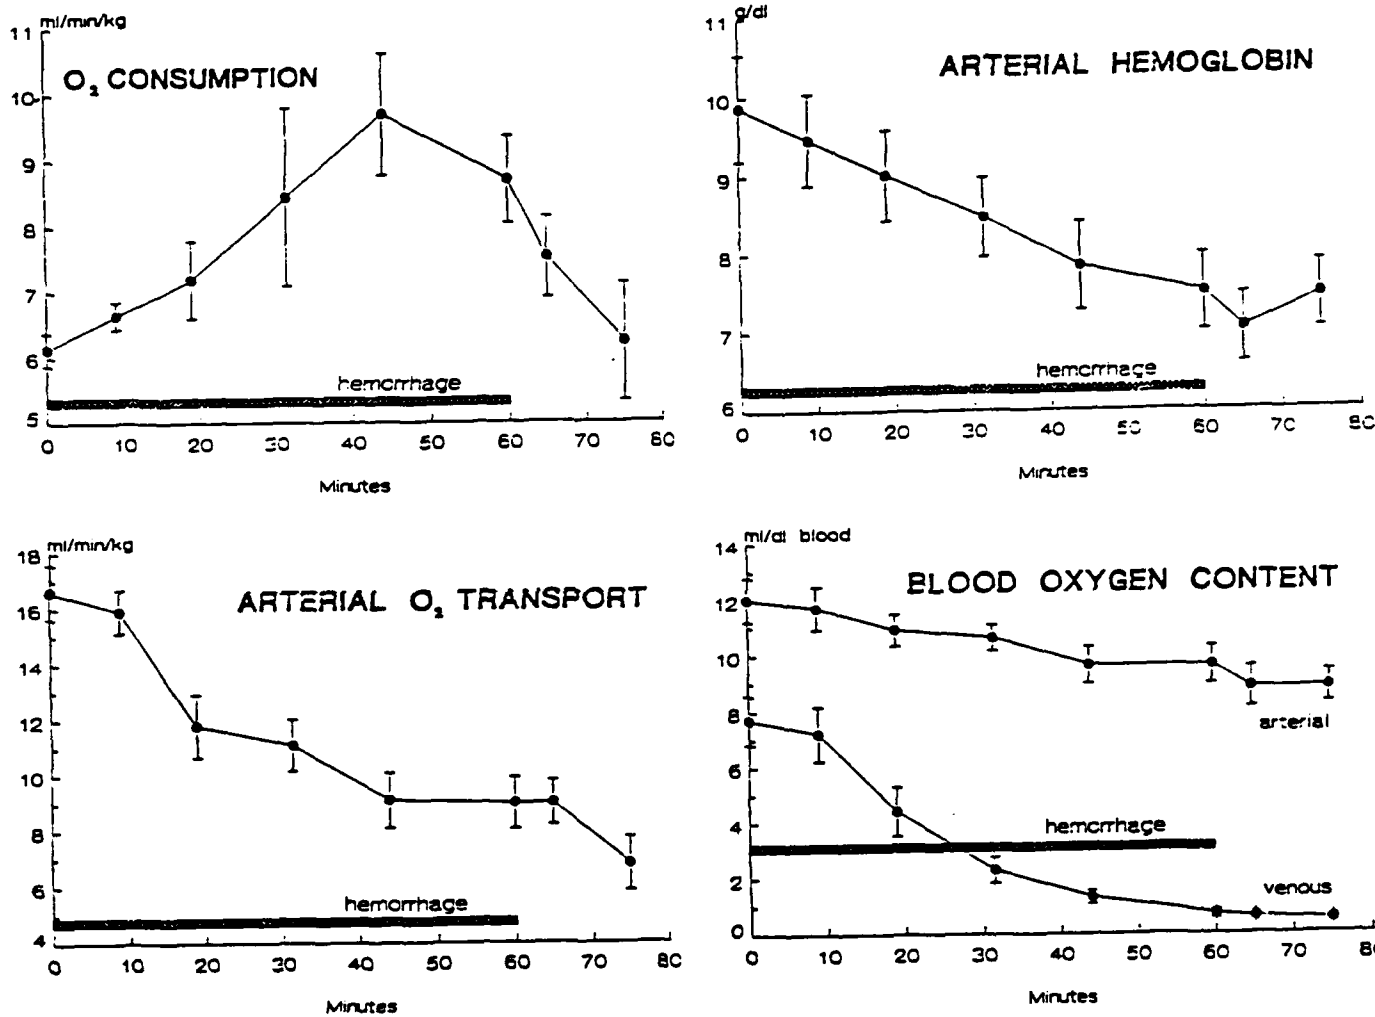 ml/min/kg
O₂ CONSUMPTION
11
10
9
8
7
6
5
hemorrhage
0 10 20 30 40 50 60 70 80
Minutes
g/dl
ARTERIAL HEMOGLOBIN
11
10
9
8
7
6
hemorrhage
0 10 20 30 40 50 60 70 80
Minutes
ml/min/kg
ARTERIAL O₂ TRANSPORT
18
16
14
12
10
8
6
4
hemorrhage
0 10 20 30 40 50 60 70 80
Minutes
ml/dl blood
BLOOD OXYGEN CONTENT
14
12
10
8
6
4
2
0
arterial
hemorrhage
venous
0 10 20 30 40 50 60 70 80
Minutes